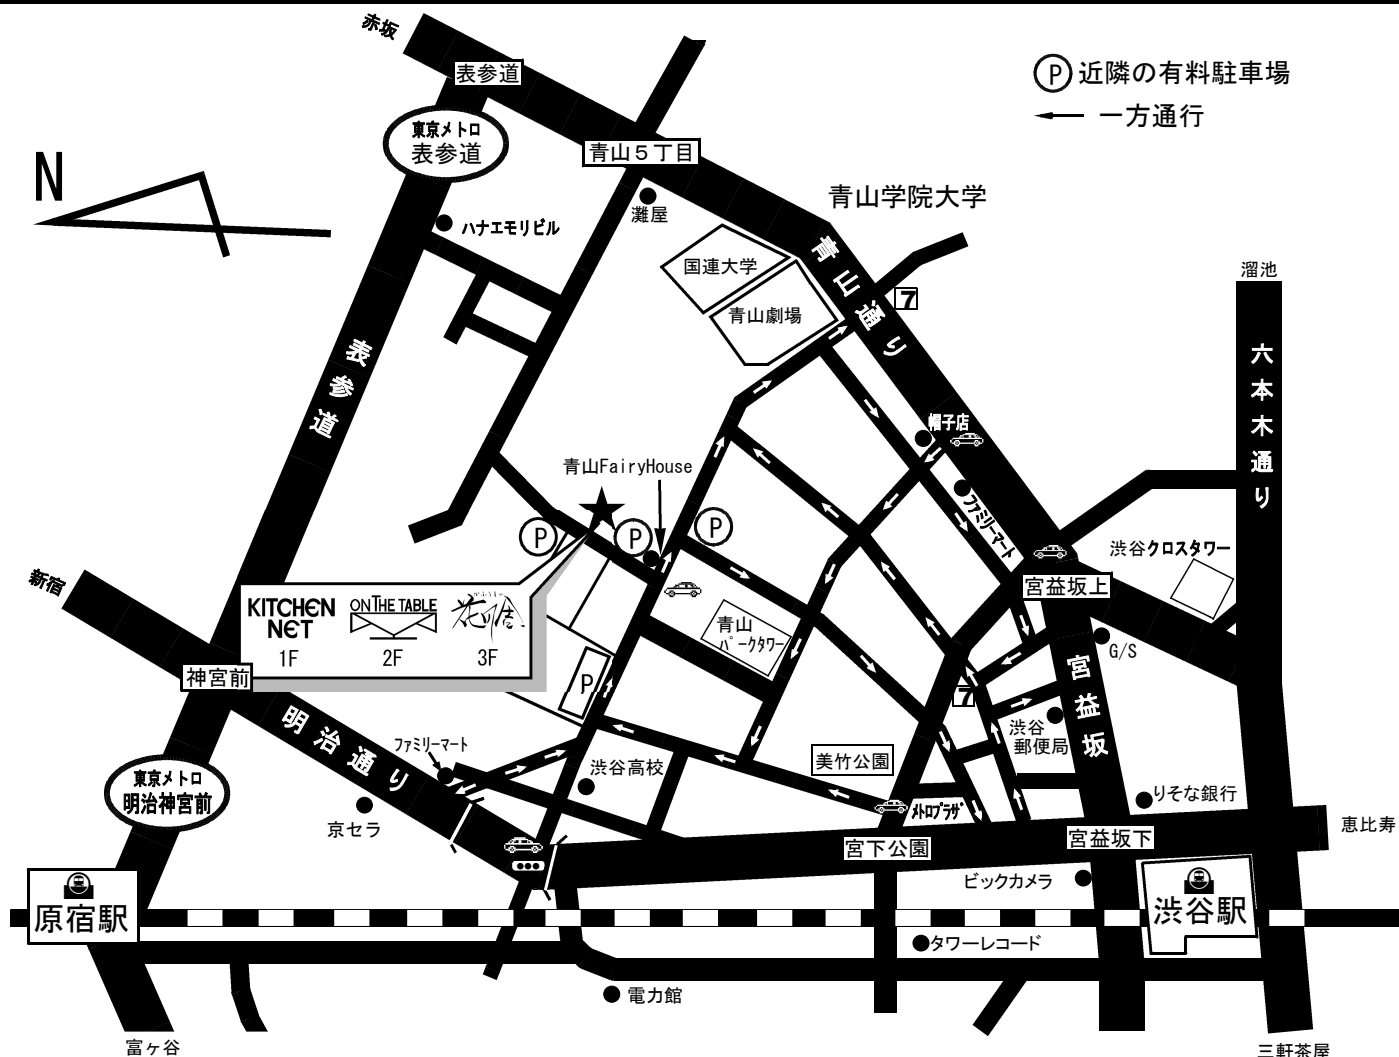 赤坂
表参道
東京メトロ
表参道
青山5丁目
Ⓟ近隣の有料駐車場
一方通行
N
青山学院大学
灘屋
ハナエモリビル
国連大学
青山劇場
青山通り
7
溜池
六本木通り
表参道
帽子店
青山FairyHouse
ファミリーマート
P
P
P
渋谷クロスタワー
新宿
宮益坂上
KITCHEN
NET
1F
ON THE TABLE
2F
花川吉
3F
青山
パークタワー
G/S
神宮前
P
7
宮益坂
明治通り
ファミリーマート
渋谷
郵便局
渋谷高校
美竹公園
東京メトロ
明治神宮前
京セラ
メトロプラザ
りそな銀行
恵比寿
宮下公園
宮益坂下
ビックカメラ
原宿駅
渋谷駅
タワーレコード
電力館
富ヶ谷
三軒茶屋